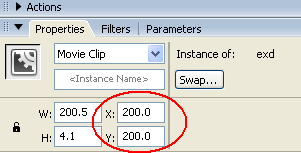 Actions
Properties Filters Parameters
Movie Clip Instance of: exd
<Instance Name> Swap...
W: 200.5 X: 200.0
H: 4.1 Y: 200.0